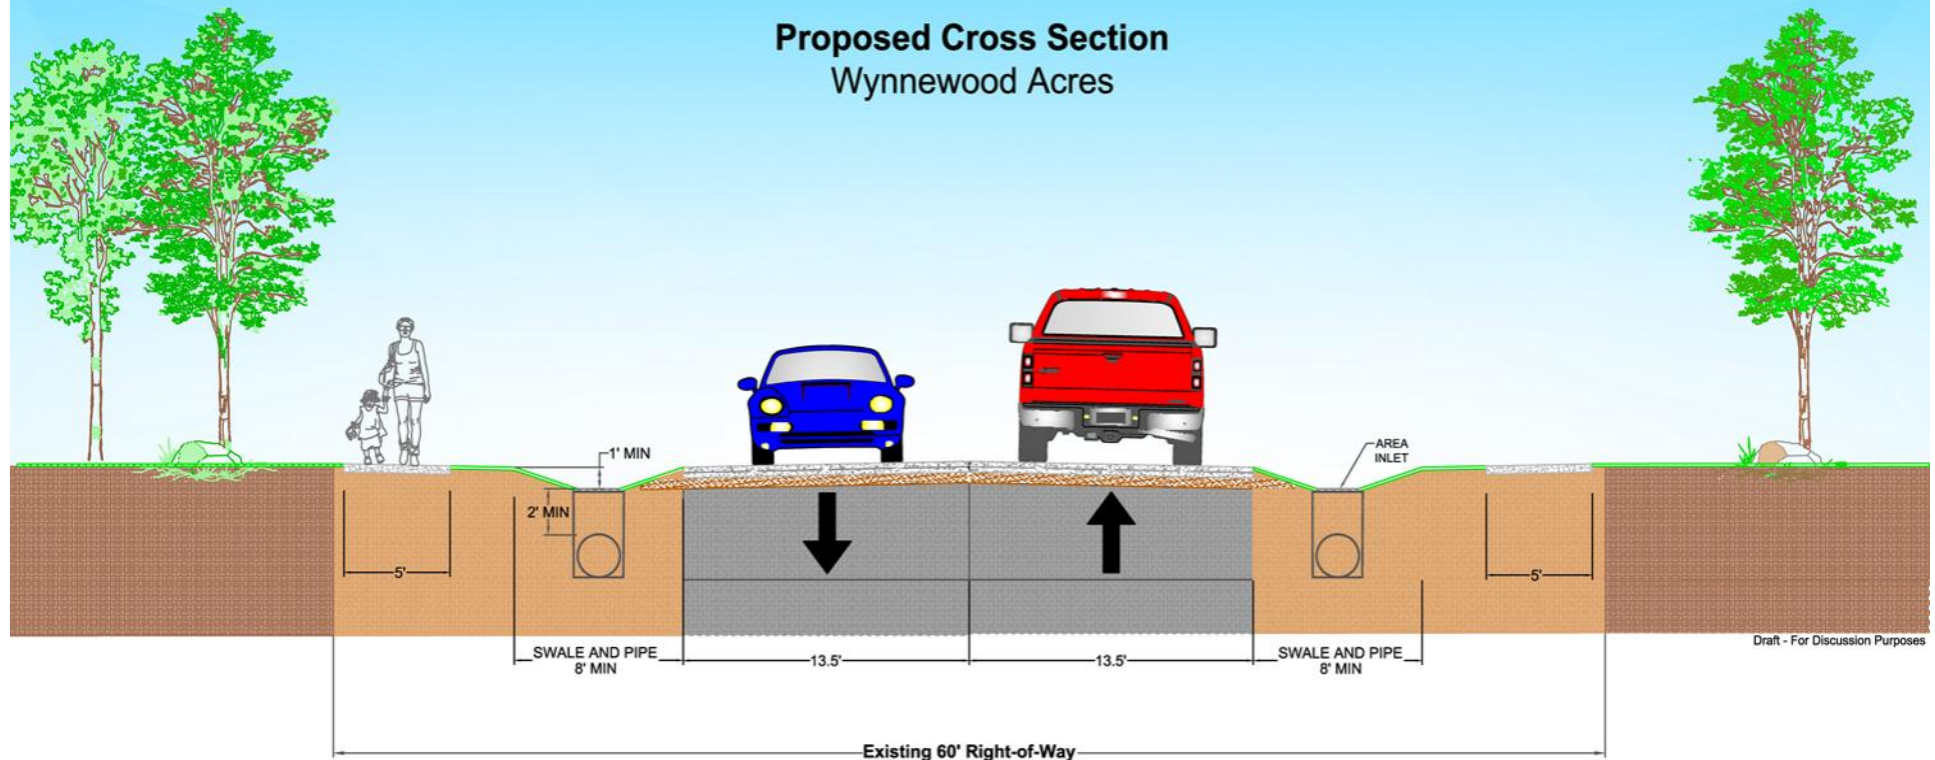 Proposed Cross Section
Wynnewood Acres
1' MIN
AREA
INLET
2' MIN
5'
5'
Draft - For Discussion Purposes
SWALE AND PIPE
8' MIN
13.5'
13.5'
SWALE AND PIPE
8' MIN
Existing 60' Right-of-Way